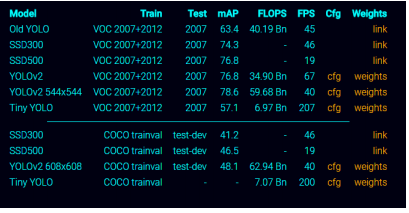 Model Train Test mAP FLOPS FPS Cfg Weights
Old YOLO VOC 2007+2012 2007 63.4 40.19 Bn 45 link
SSD300 VOC 2007+2012 2007 74.3 - 46 link
SSD500 VOC 2007+2012 2007 76.8 - 19 link
YOLOv2 VOC 2007+2012 2007 76.8 34.90 Bn 67 cfg weights
YOLOv2 544x544 VOC 2007+2012 2007 78.6 59.68 Bn 40 cfg weights
Tiny YOLO VOC 2007+2012 2007 57.1 6.97 Bn 207 cfg weights
SSD300 COCO trainval test-dev 41.2 - 46 link
SSD500 COCO trainval test-dev 46.5 - 19 link
YOLOv2 608x608 COCO trainval test-dev 48.1 62.94 Bn 40 cfg weights
Tiny YOLO COCO trainval - - 7.07 Bn 200 cfg weights